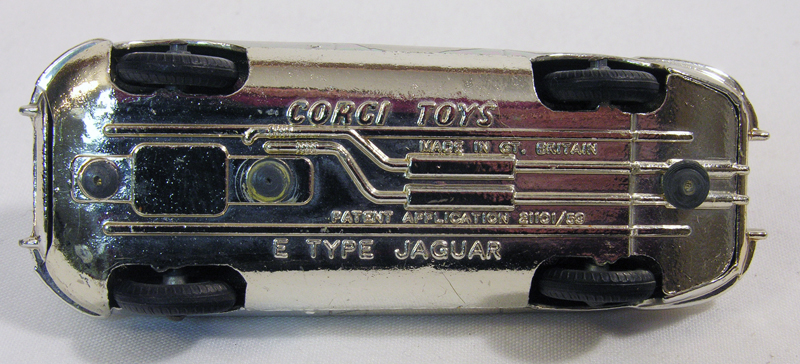 CORGI TOYS
MADE IN GT. BRITAIN
PATENT APPLICATION
E TYPE JAGUAR